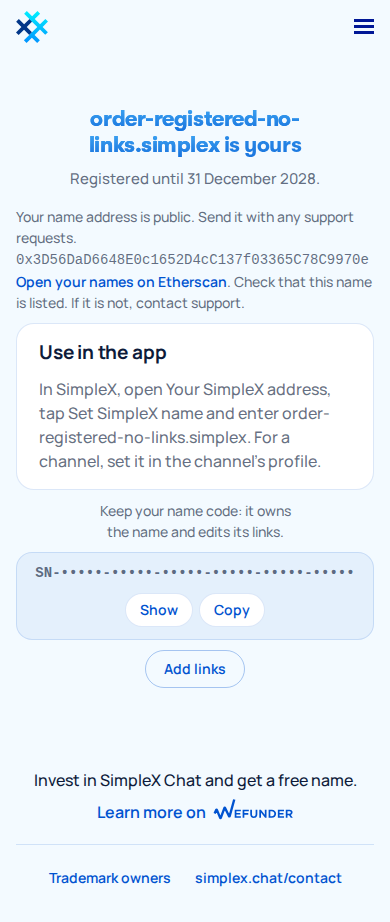 order-registered-no-
links.simplex is yours
Registered until 31 December 2028.
Your name address is public. Send it with any support
requests.
0x3D56DaD6648E0c1652D4cC137f03365C78C9970e
Open your names on Etherscan. Check that this name
is listed. If it is not, contact support.
Use in the app
In SimpleX, open Your SimpleX address,
tap Set SimpleX name and enter order-
registered-no-links.simplex. For a
channel, set it in the channel's profile.
Keep your name code: it owns
the name and edits its links.
SN-•••••-•••••-•••••-•••••-•••••-•••••
Show Copy
Add links
Invest in SimpleX Chat and get a free name.
Learn more on WEFUNDER
Trademark owners simplex.chat/contact